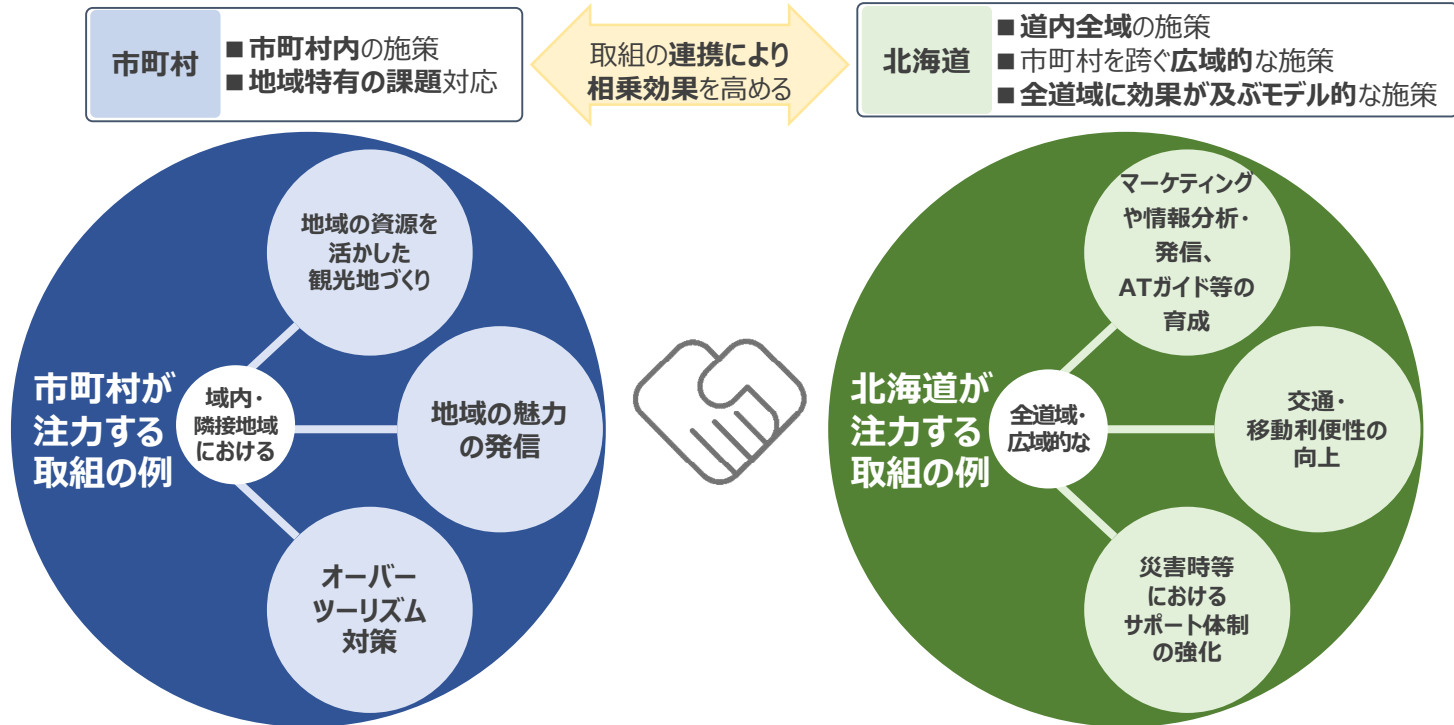 市町村
■市町村内の施策
■地域特有の課題対応
取組の連携により
相乗効果を高める
北海道
■道内全域の施策
■市町村を跨ぐ広域的な施策
■全道域に効果が及ぶモデル的な施策
市町村が
注力する
取組の例
域内・
隣接地域
における
地域の資源を
活かした
観光地づくり
地域の魅力
の発信
オーバー
ツーリズム
対策
北海道が
注力する
取組の例
全道域・
広域的な
マーケティング
や情報分析・
発信、
ATガイド等の
育成
交通・
移動利便性の
向上
災害時等
における
サポート体制
の強化